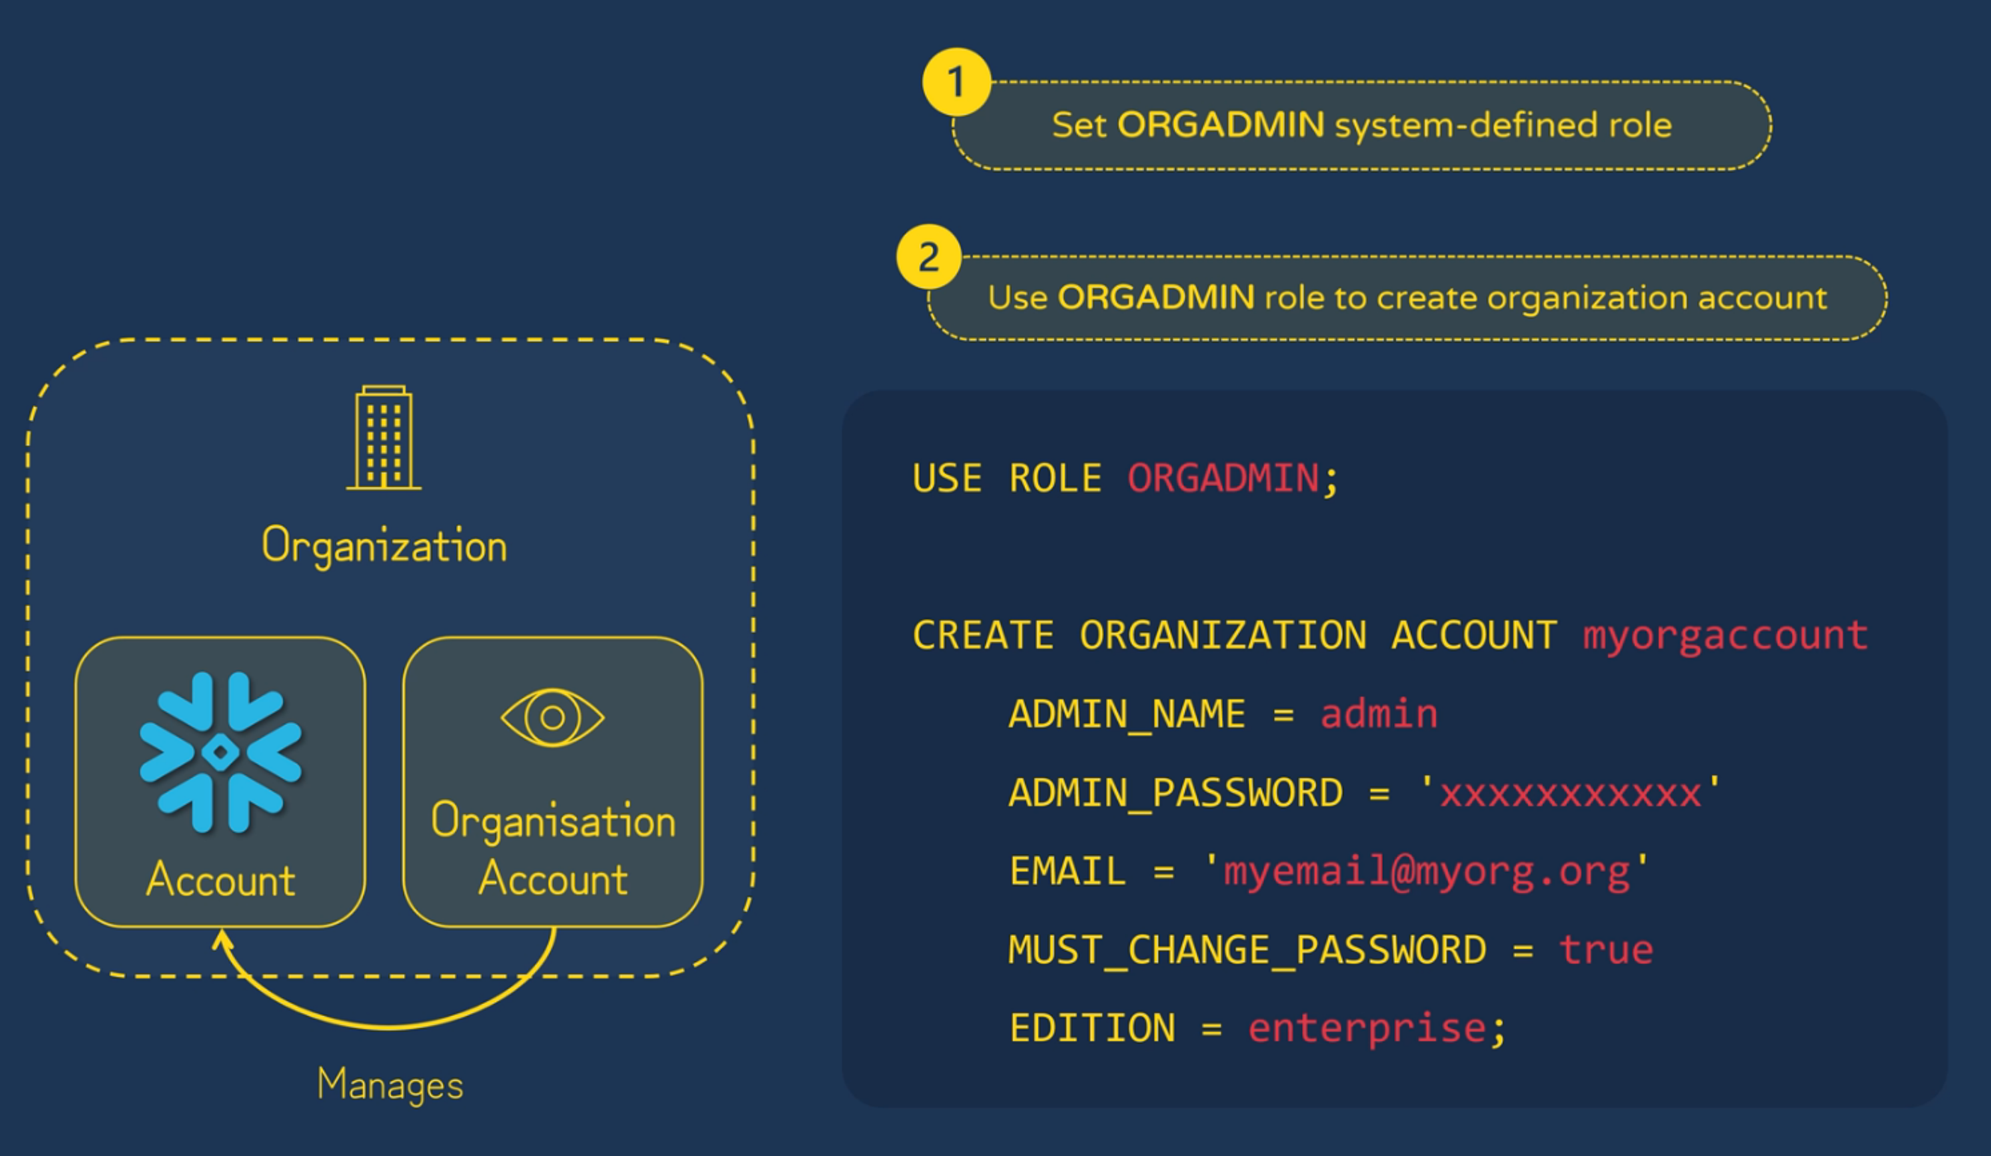 1
Set ORGADMIN system-defined role
2
Use ORGADMIN role to create organization account
Organization
Account
Organisation
Account
Manages
USE ROLE ORGADMIN;
CREATE ORGANIZATION ACCOUNT myorgaccount
ADMIN_NAME = admin
ADMIN_PASSWORD = 'xxxxxxxxxxx'
EMAIL = 'myemail@myorg.org'
MUST_CHANGE_PASSWORD = true
EDITION = enterprise;